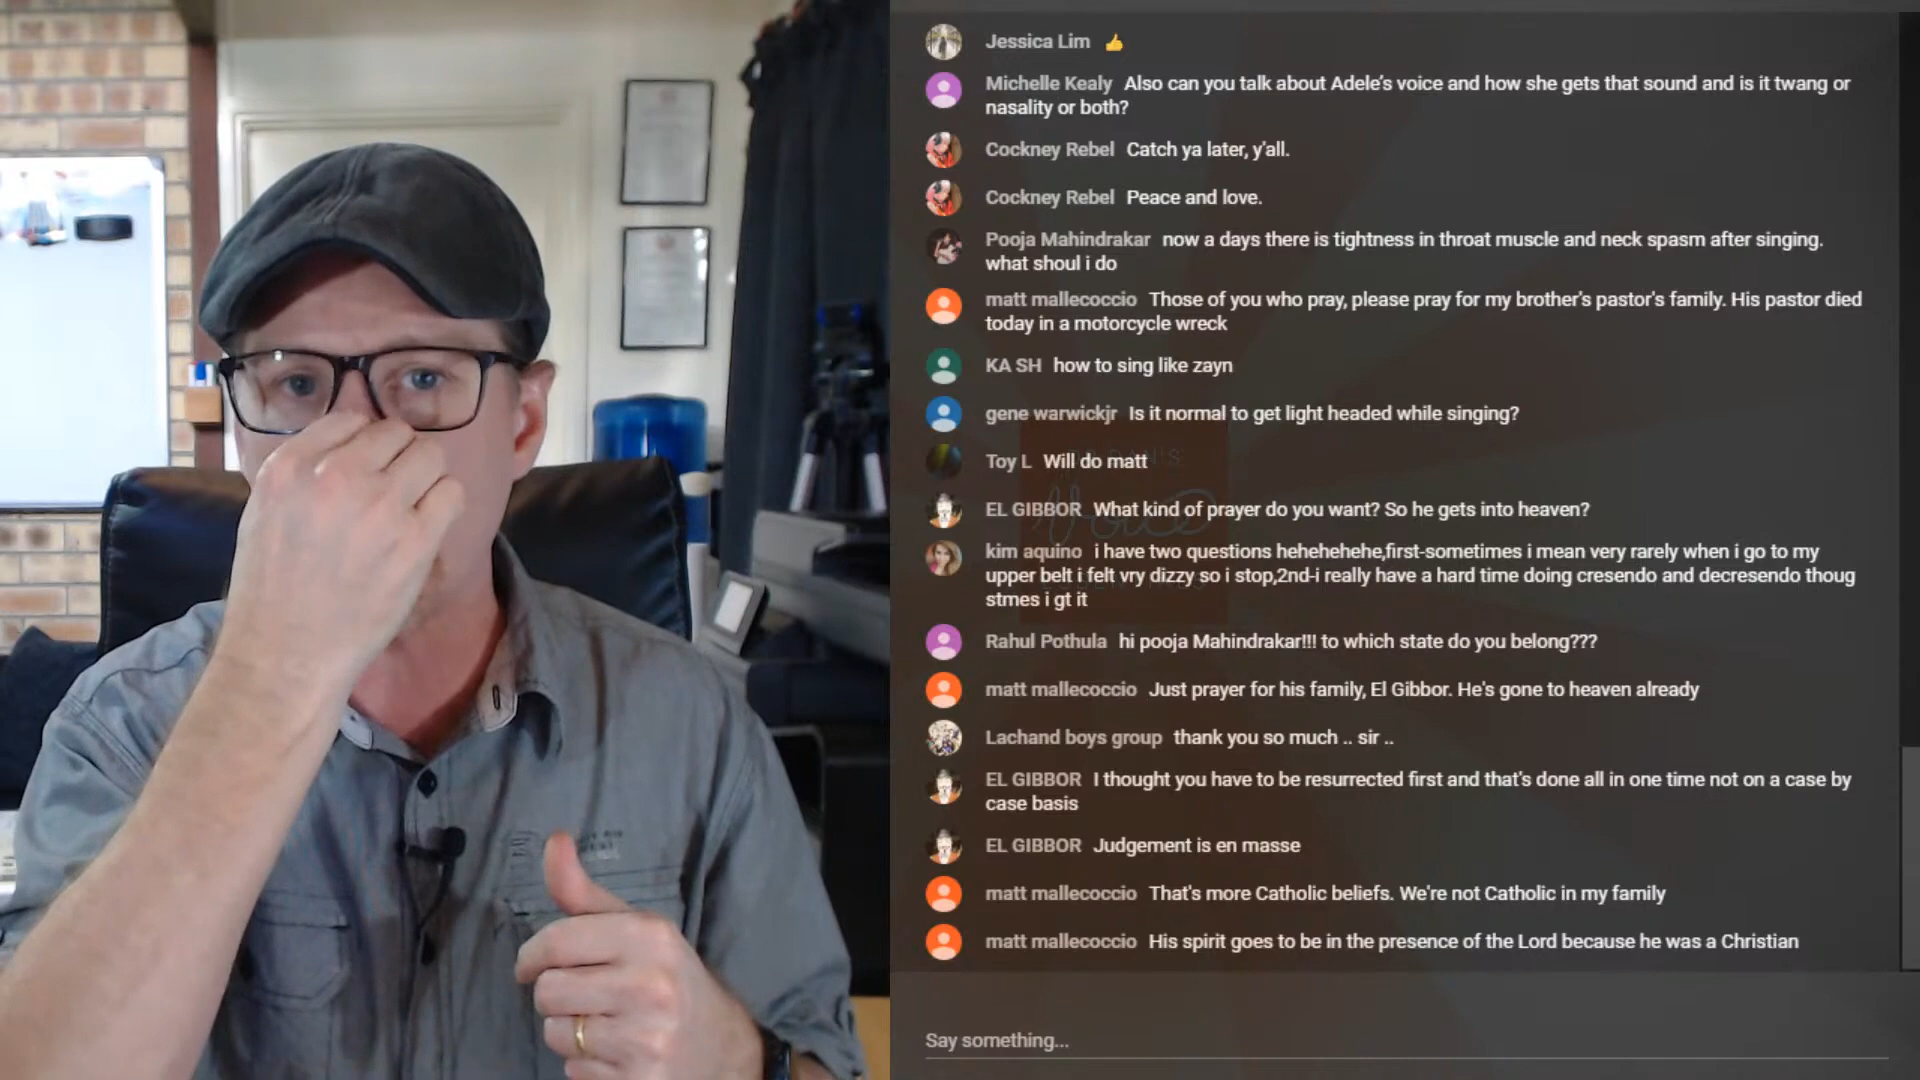 Jessica Lim 👍
Michelle Kealy Also can you talk about Adele's voice and how she gets that sound and is it twang or
nasality or both?
Cockney Rebel Catch ya later, y'all.
Cockney Rebel Peace and love.
Pooja Mahindrakar now a days there is tightness in throat muscle and neck spasm after singing.
what shoul i do
matt mallecoccio Those of you who pray, please pray for my brother's pastor's family. His pastor died
today in a motorcycle wreck
KA SH how to sing like zayn
gene warwickjr Is it normal to get light headed while singing?
Toy L Will do matt
EL GIBBOR What kind of prayer do you want? So he gets into heaven?
kim aquino i have two questions hehehehehe,first-sometimes i mean very rarely when i go to my
upper belt i felt vry dizzy so i stop,2nd-i really have a hard time doing cresendo and decresendo thoug
stmes i gt it
Rahul Pothula hi pooja Mahindrakar!!! to which state do you belong???
matt mallecoccio Just prayer for his family, El Gibbor. He's gone to heaven already
Lachand boys group thank you so much .. sir ..
EL GIBBOR I thought you have to be resurrected first and that's done all in one time not on a case by
case basis
EL GIBBOR Judgement is en masse
matt mallecoccio That's more Catholic beliefs. We're not Catholic in my family
matt mallecoccio His spirit goes to be in the presence of the Lord because he was a Christian
Say something...
Voice